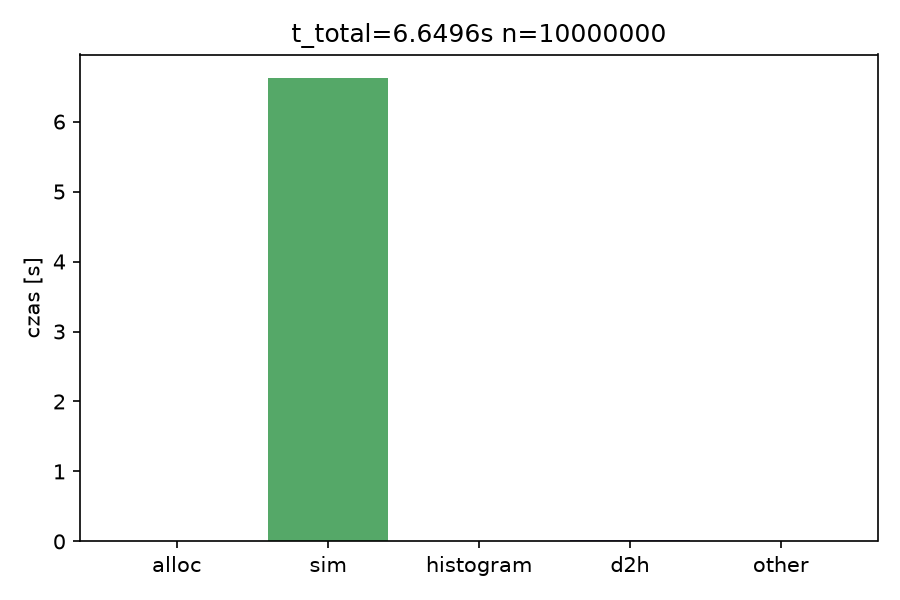 t_total=6.6496s n=10000000
czas [s]
6
5
4
3
2
1
0
alloc sim histogram d2h other